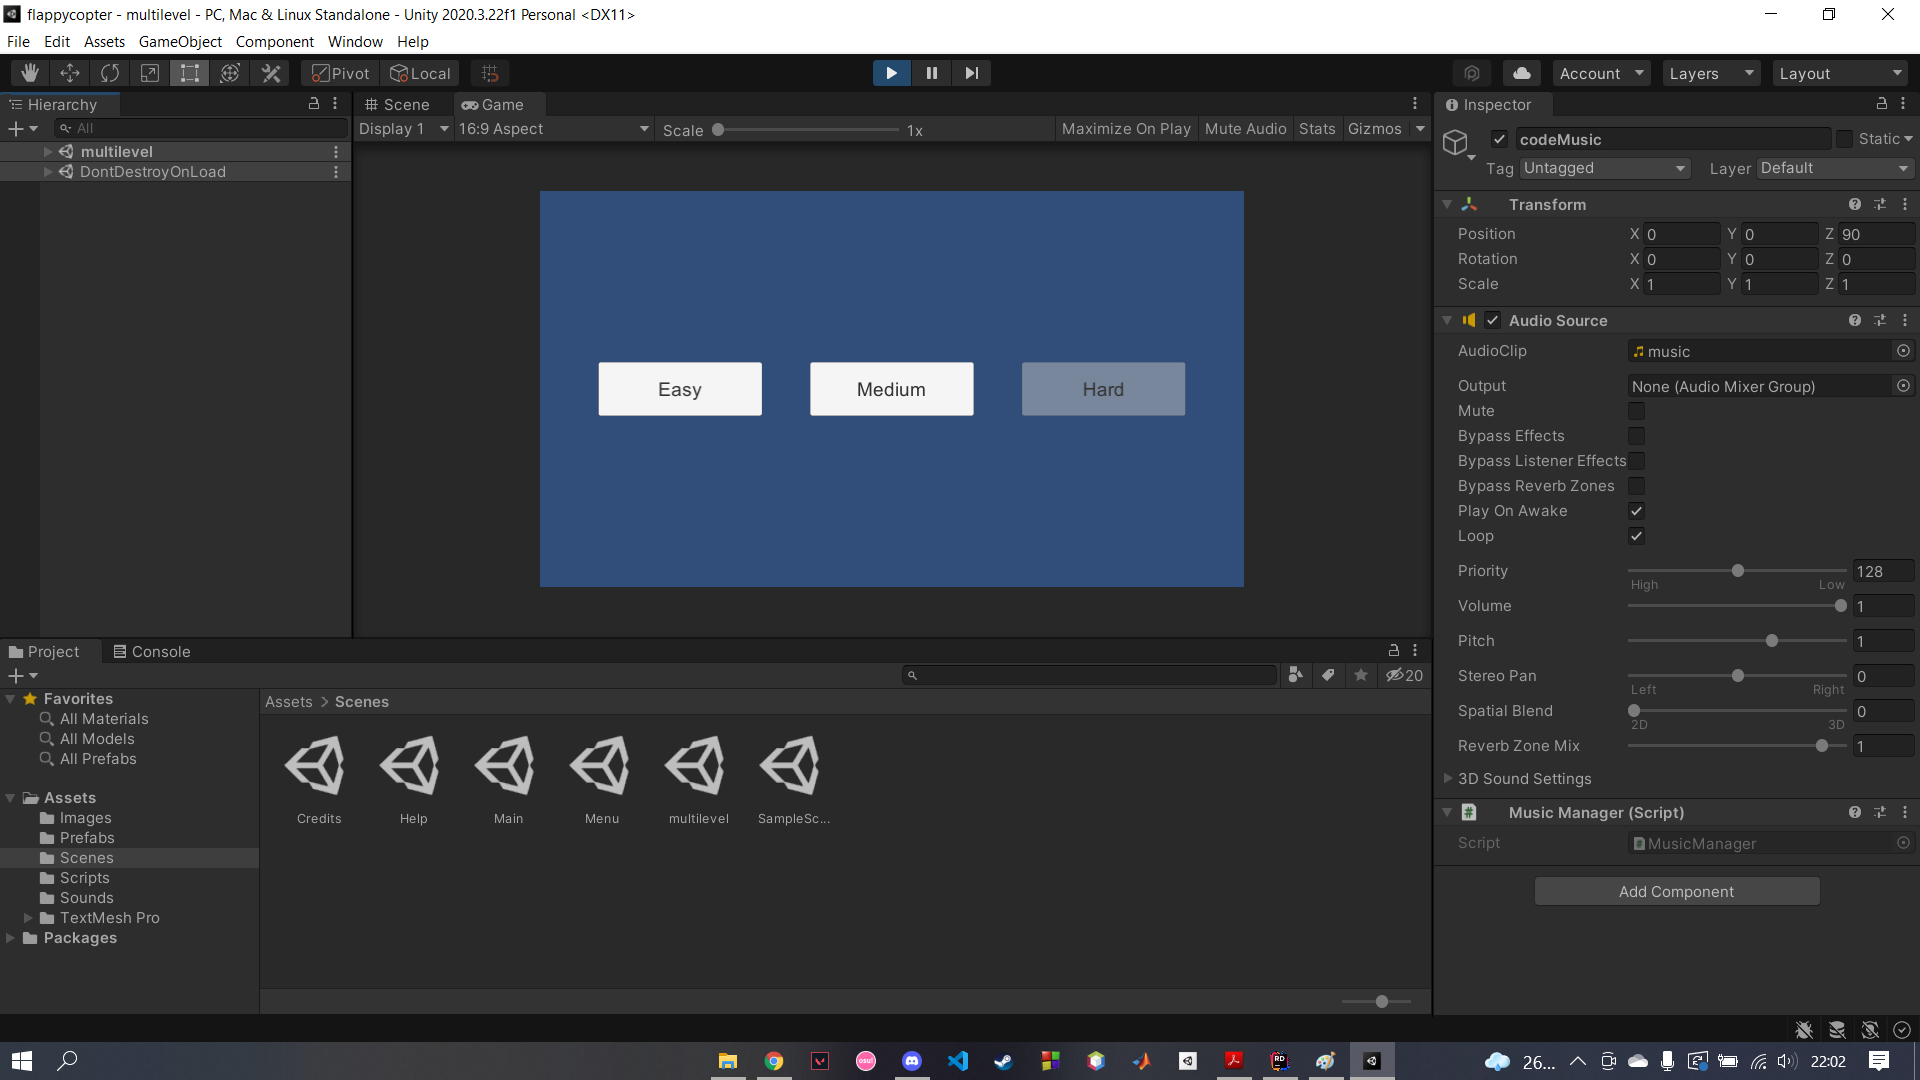 flappycopter - multilevel - PC, Mac & Linux Standalone - Unity 2020.3.22f1 Personal <DX11>
File Edit Assets GameObject Component Window Help
Pivot Local Account Layers Layout
Hierarchy
All
multilevel
DontDestroyOnLoad
Scene Game
Display 1 16:9 Aspect Scale 1x Maximize On Play Mute Audio Stats Gizmos
Easy Medium Hard
Inspector
codeMusic Static
Tag Untagged Layer Default
Transform
Position X 0 Y 0 Z 90
Rotation X 0 Y 0 Z 0
Scale X 1 Y 1 Z 1
Audio Source
AudioClip music
Output None (Audio Mixer Group)
Mute
Bypass Effects
Bypass Listener Effects
Bypass Reverb Zones
Play On Awake
Loop
Priority 128
High Low
Volume 1
Pitch 1
Stereo Pan 0
Left Right
Spatial Blend 0
2D 3D
Reverb Zone Mix 1
3D Sound Settings
Music Manager (Script)
Script MusicManager
Add Component
Project Console
20
Favorites
All Materials
All Models
All Prefabs
Assets
Images
Prefabs
Scenes
Scripts
Sounds
TextMesh Pro
Packages
Assets > Scenes
Credits Help Main Menu multilevel SampleSc...
osu!
RD
26... 22:02